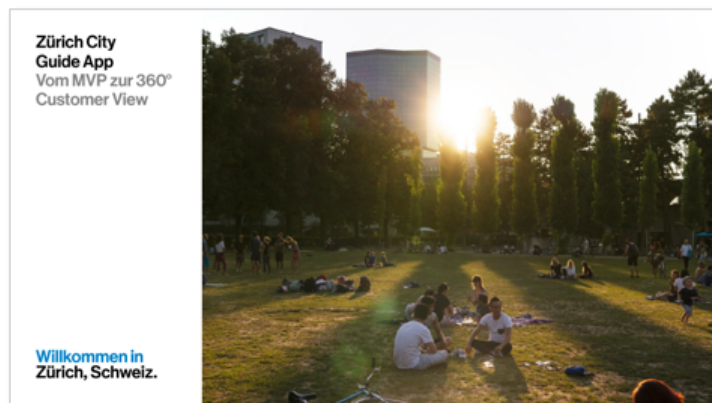 Zürich City
Guide App
Vom MVP zur 360°
Customer View
Willkommen in
Zürich, Schweiz.